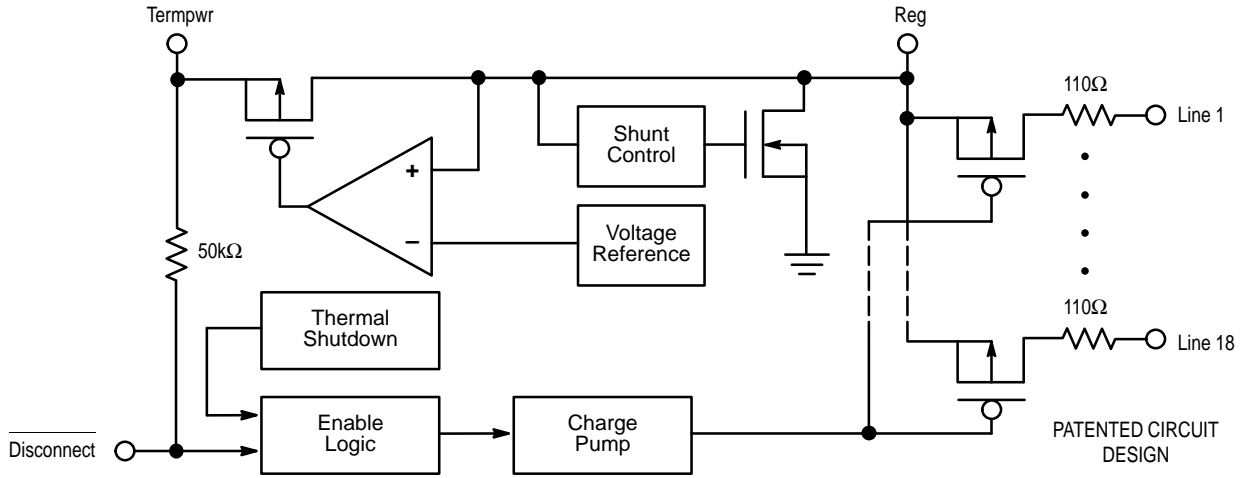 Termpwr
Reg
110Ω
Line 1
Shunt
Control
+
−
Voltage
Reference
50kΩ
Thermal
Shutdown
110Ω
Line 18
Disconnect
Enable
Logic
Charge
Pump
PATENTED CIRCUIT
DESIGN